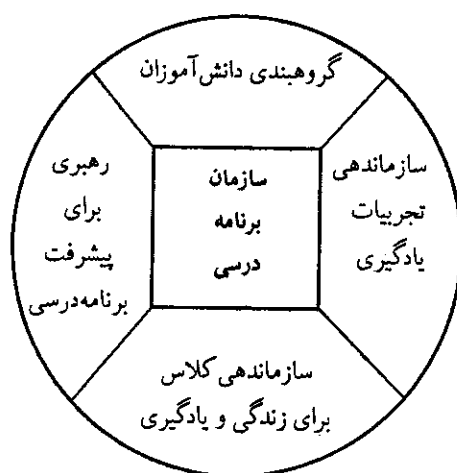 گروهبندی دانش‌آموزان
سازماندهی
تجربیات
یادگیری
سازمان
برنامه
درسی
رهبری
برای
پیشرفت
برنامه‌درسی
سازماندهی کلاس
برای زندگی و یادگیری